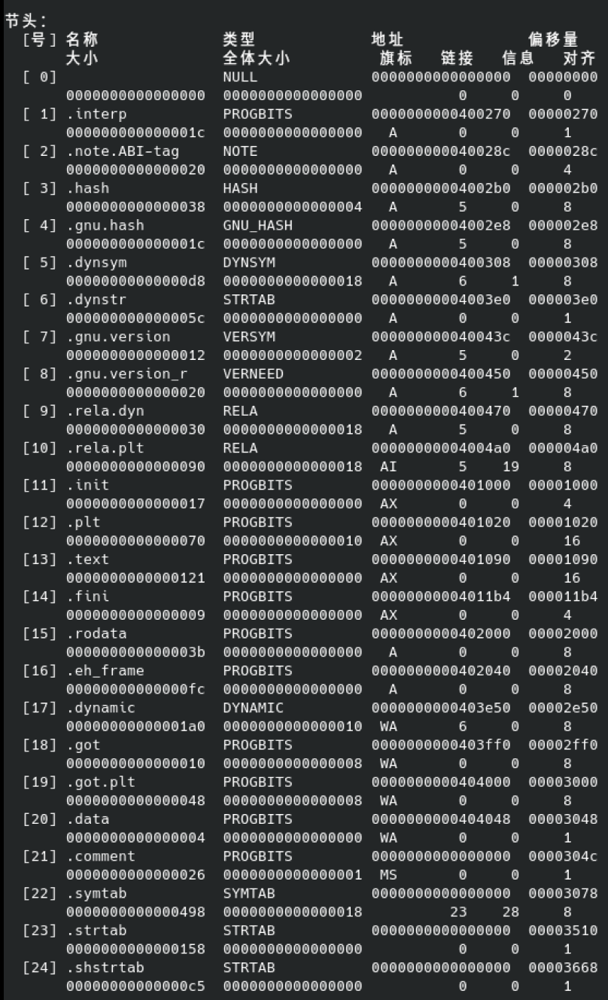 节头：
[号] 名称 类型 地址 偏移量
大小 全体大小 旗标 链接 信息 对齐
[ 0] NULL 0000000000000000 00000000
0000000000000000 0000000000000000 0 0 0
[ 1] .interp PROGBITS 0000000000400270 00000270
000000000000001c 0000000000000000 A 0 0 1
[ 2] .note.ABI-tag NOTE 000000000040028c 0000028c
0000000000000020 0000000000000000 A 0 0 4
[ 3] .hash HASH 00000000004002b0 000002b0
0000000000000038 0000000000000004 A 5 0 8
[ 4] .gnu.hash GNU_HASH 00000000004002e8 000002e8
000000000000001c 0000000000000000 A 5 0 8
[ 5] .dynsym DYNSYM 0000000000400308 00000308
00000000000000d8 0000000000000018 A 6 1 8
[ 6] .dynstr STRTAB 00000000004003e0 000003e0
000000000000005c 0000000000000000 A 0 0 1
[ 7] .gnu.version VERSYM 000000000040043c 0000043c
0000000000000012 0000000000000002 A 5 0 2
[ 8] .gnu.version_r VERNEED 0000000000400450 00000450
0000000000000020 0000000000000000 A 6 1 8
[ 9] .rela.dyn RELA 0000000000400470 00000470
0000000000000030 0000000000000018 A 5 0 8
[10] .rela.plt RELA 00000000004004a0 000004a0
0000000000000090 0000000000000018 AI 5 19 8
[11] .init PROGBITS 0000000000401000 00001000
0000000000000017 0000000000000000 AX 0 0 4
[12] .plt PROGBITS 0000000000401020 00001020
0000000000000070 0000000000000010 AX 0 0 16
[13] .text PROGBITS 0000000000401090 00001090
0000000000000121 0000000000000000 AX 0 0 16
[14] .fini PROGBITS 00000000004011b4 000011b4
0000000000000009 0000000000000000 AX 0 0 4
[15] .rodata PROGBITS 0000000000402000 00002000
000000000000003b 0000000000000000 A 0 0 8
[16] .eh_frame PROGBITS 0000000000402040 00002040
00000000000000fc 0000000000000000 A 0 0 8
[17] .dynamic DYNAMIC 0000000000403e50 00002e50
00000000000001a0 0000000000000010 WA 6 0 8
[18] .got PROGBITS 0000000000403ff0 00002ff0
0000000000000010 0000000000000008 WA 0 0 8
[19] .got.plt PROGBITS 0000000000404000 00003000
0000000000000048 0000000000000008 WA 0 0 8
[20] .data PROGBITS 0000000000404048 00003048
0000000000000004 0000000000000000 WA 0 0 1
[21] .comment PROGBITS 0000000000000000 0000304c
0000000000000026 0000000000000001 MS 0 0 1
[22] .symtab SYMTAB 0000000000000000 00003078
0000000000000498 0000000000000018 23 28 8
[23] .strtab STRTAB 0000000000000000 00003510
0000000000000158 0000000000000000 0 0 1
[24] .shstrtab STRTAB 0000000000000000 00003668
00000000000000c5 0000000000000000 0 0 1